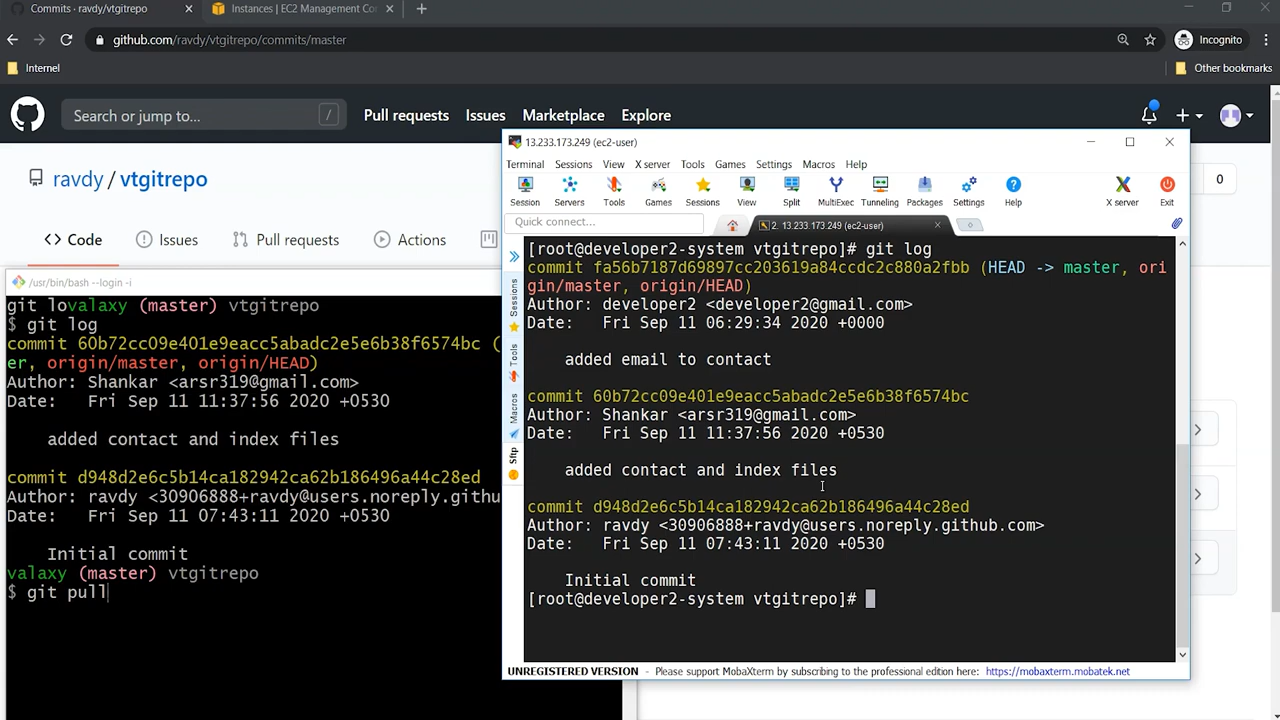 Commits · ravdy/vtgitrepo
Instances | EC2 Management Con
github.com/ravdy/vtgitrepo/commits/master
Incognito
Internet
Other bookmarks
Search or jump to...
/
Pull requests
Issues
Marketplace
Explore
ravdy / vtgitrepo
0
Code
Issues
Pull requests
Actions
/usr/bin/bash --login -i
git lovalaxy (master) vtgitrepo
$ git log
commit 60b72cc09e401e9eacc5abadc2e5e6b38f6574bc (
er, origin/master, origin/HEAD)
Author: Shankar <arsr319@gmail.com>
Date:   Fri Sep 11 11:37:56 2020 +0530
added contact and index files
commit d948d2e6c5b14ca182942ca62b186496a44c28ed
Author: ravdy <30906888+ravdy@users.noreply.githu
Date:   Fri Sep 11 07:43:11 2020 +0530
Initial commit
valaxy (master) vtgitrepo
$ git pull
13.233.173.249 (ec2-user)
Terminal Sessions View X server Tools Games Settings Macros Help
Session Servers Tools Games Sessions View Split MultiExec Tunneling Packages Settings Help X server Exit
Quick connect...
2. 13.233.173.249 (ec2-user)
Sessions
Tools
Macros
Sftp
[root@developer2-system vtgitrepo]# git log
commit fa56b7187d69897cc203619a84ccdc2c880a2fbb (HEAD -> master, ori
gin/master, origin/HEAD)
Author: developer2 <developer2@gmail.com>
Date:   Fri Sep 11 06:29:34 2020 +0000
added email to contact
commit 60b72cc09e401e9eacc5abadc2e5e6b38f6574bc
Author: Shankar <arsr319@gmail.com>
Date:   Fri Sep 11 11:37:56 2020 +0530
added contact and index files
commit d948d2e6c5b14ca182942ca62b186496a44c28ed
Author: ravdy <30906888+ravdy@users.noreply.github.com>
Date:   Fri Sep 11 07:43:11 2020 +0530
Initial commit
[root@developer2-system vtgitrepo]#
UNREGISTERED VERSION - Please support MobaXterm by subscribing to the professional edition here: https://mobaxterm.mobatek.net